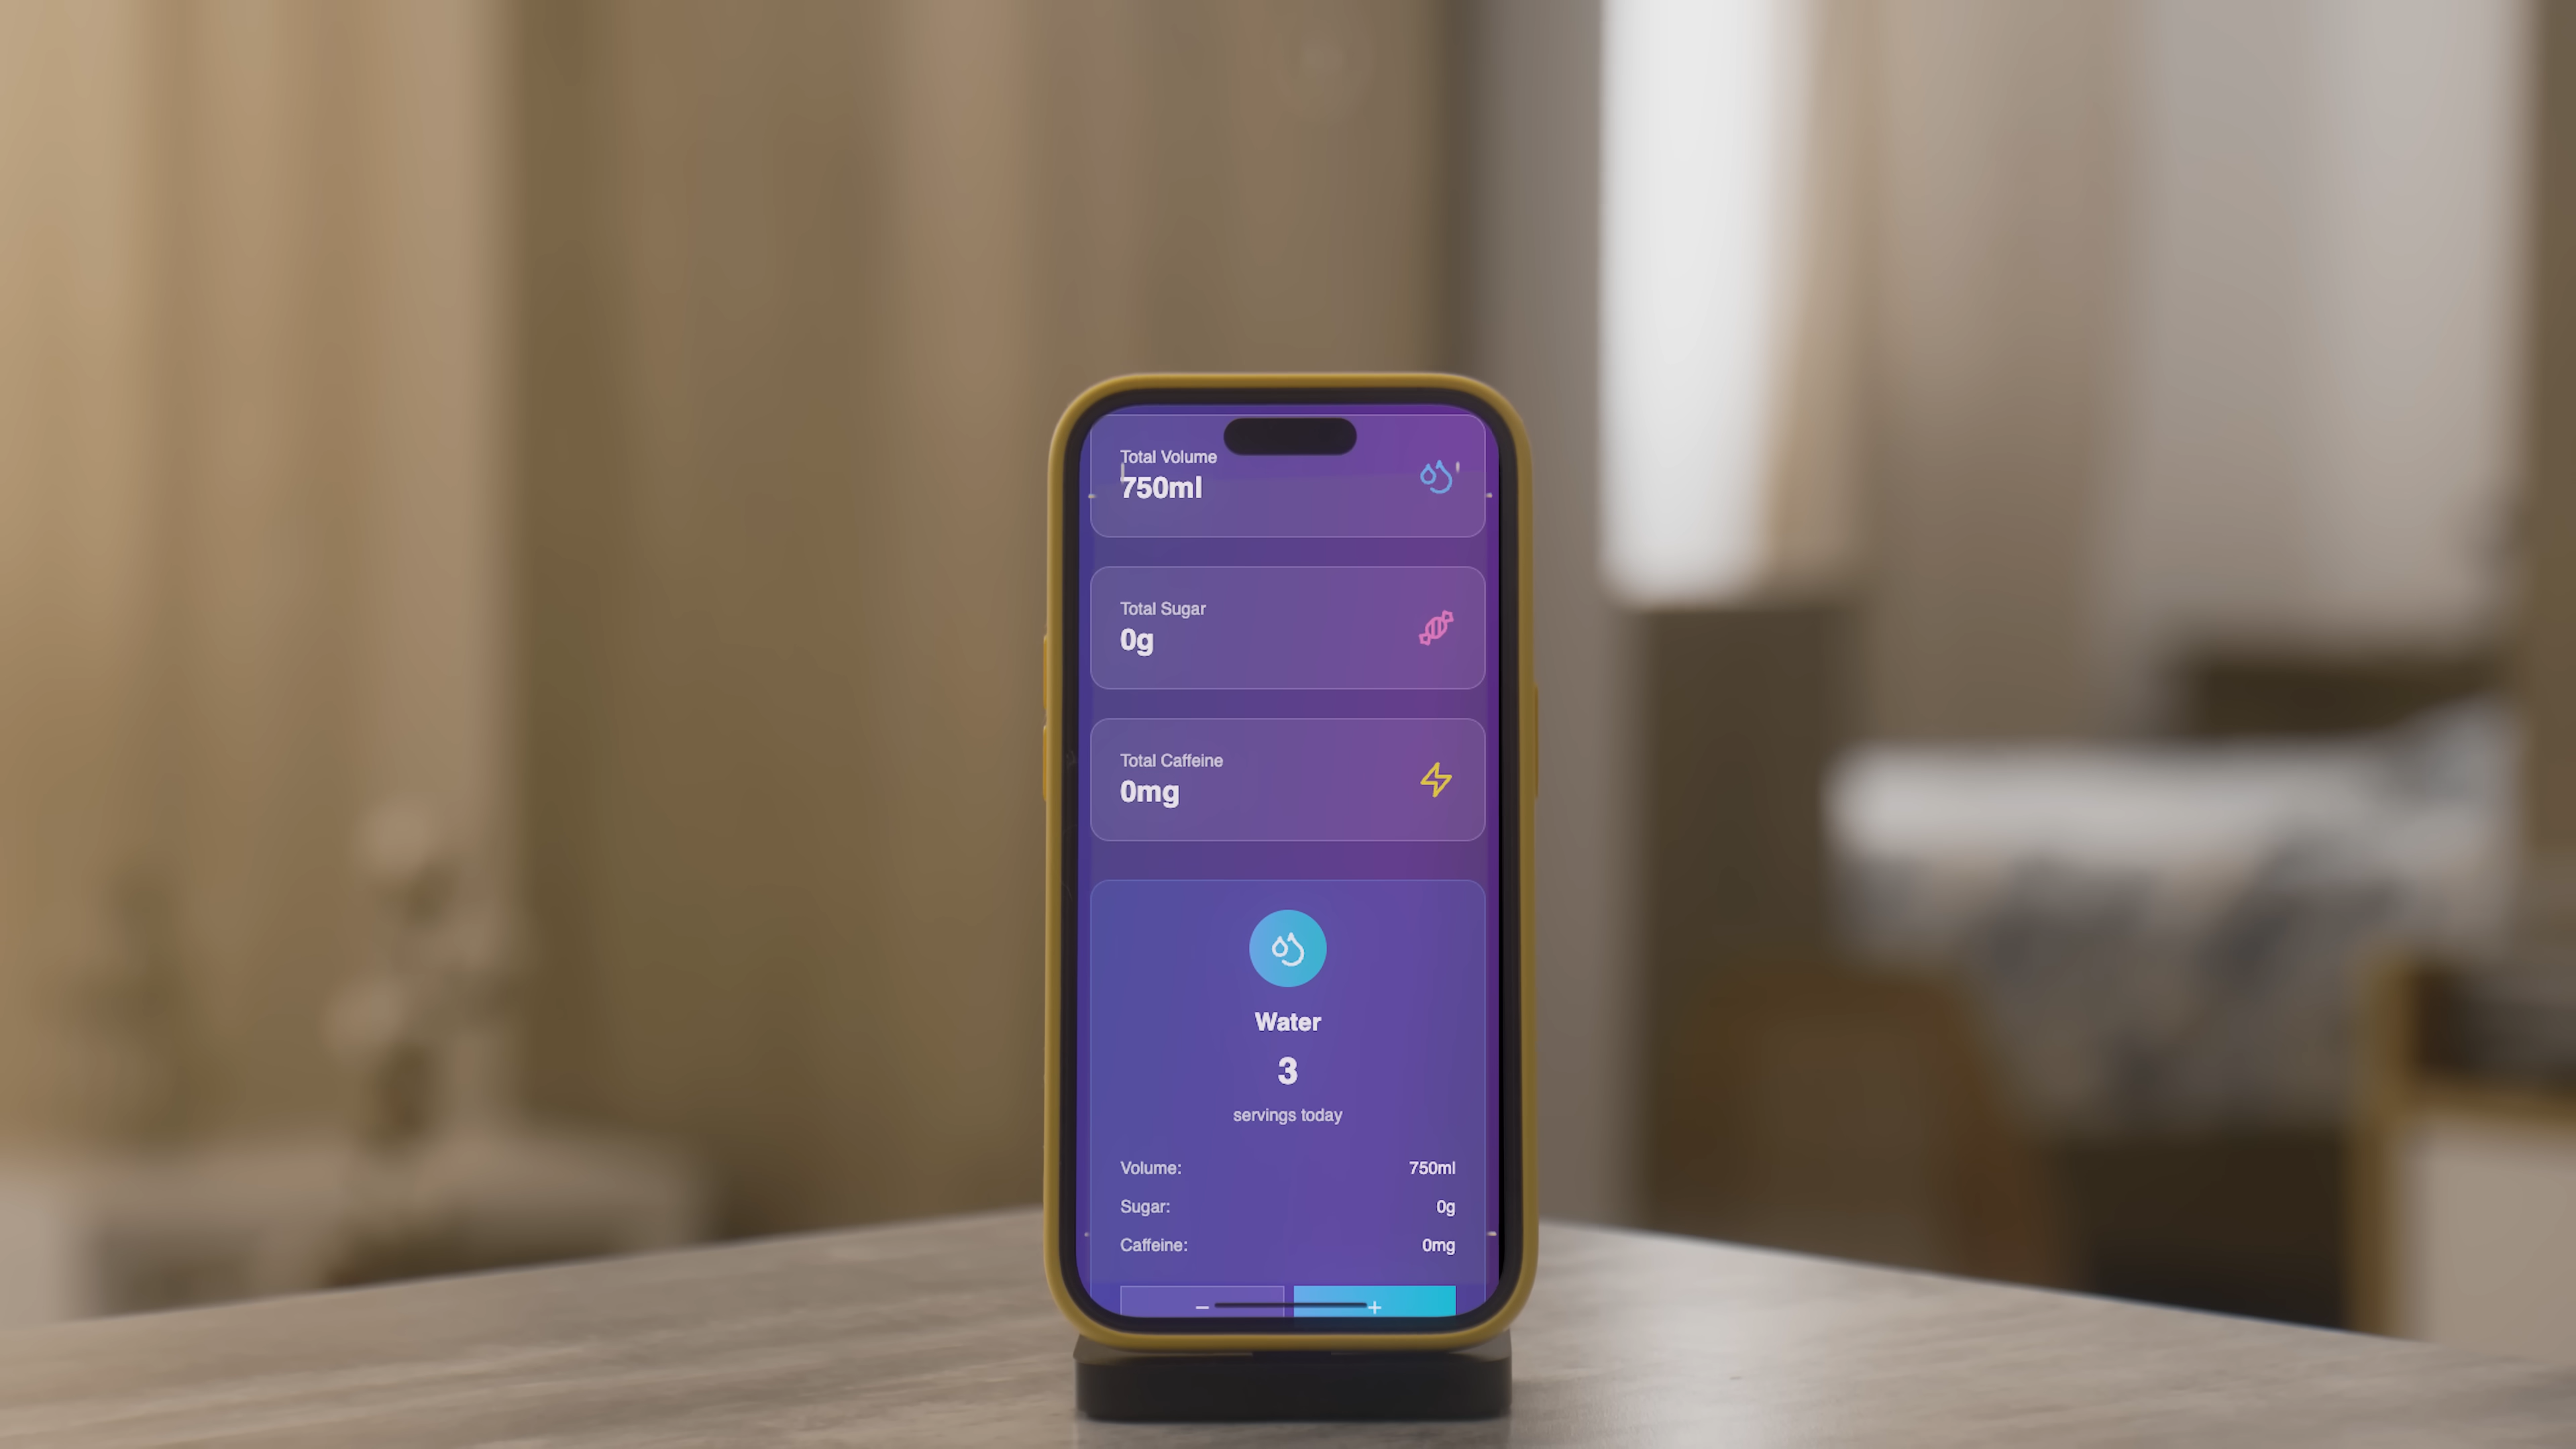 Total Volume
750ml
Total Sugar
0g
Total Caffeine
0mg
Water
3
servings today
Volume: 750ml
Sugar: 0g
Caffeine: 0mg
− +